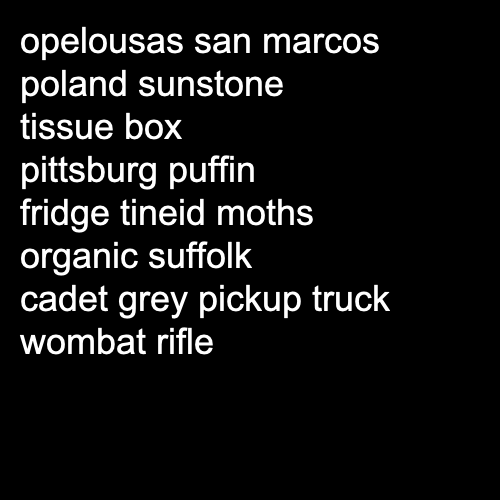 opelousas san marcos
poland sunstone
tissue box
pittsburg puffin
fridge tineid moths
organic suffolk
cadet grey pickup truck
wombat rifle